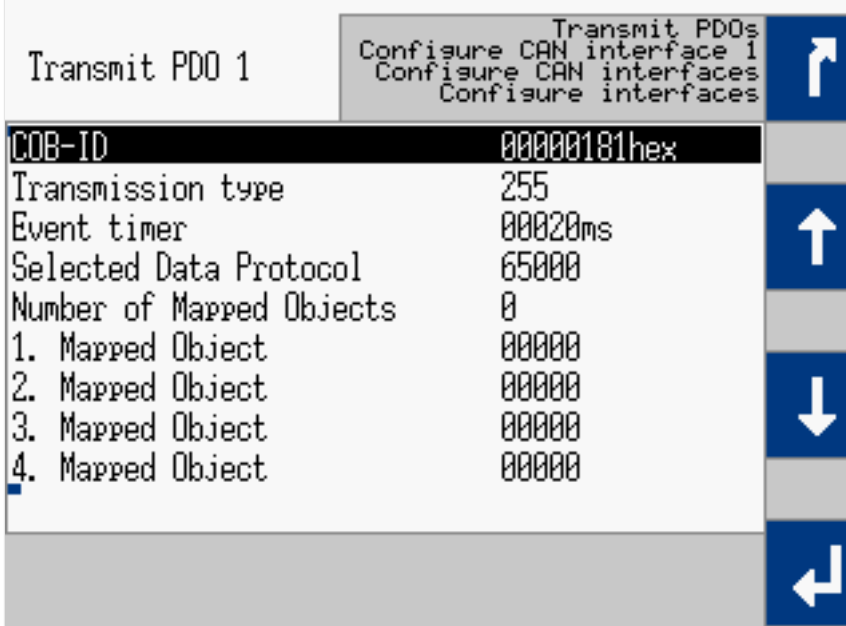 Transmit PDO 1
Transmit PDOs
Configure CAN interface 1
Configure CAN interfaces
Configure interfaces
COB-ID 00000181hex
Transmission type 255
Event timer 00020ms
Selected Data Protocol 65000
Number of Mapped Objects 0
1. Mapped Object 00000
2. Mapped Object 00000
3. Mapped Object 00000
4. Mapped Object 00000